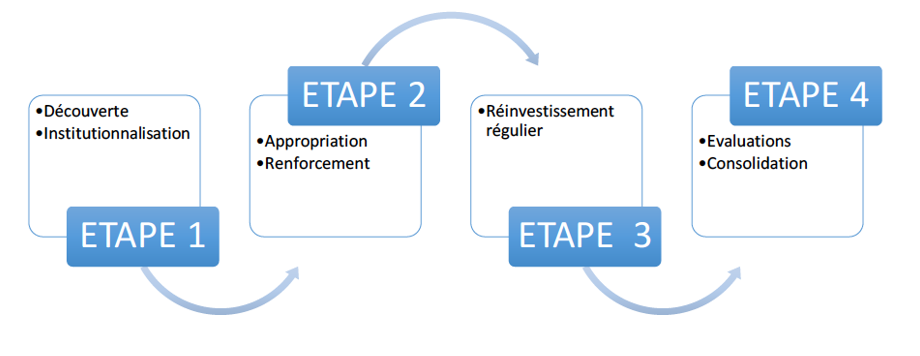 •Découverte
•Institutionnalisation
ETAPE 1
ETAPE 2
•Appropriation
•Renforcement
•Réinvestissement
régulier
ETAPE  3
ETAPE 4
•Evaluations
•Consolidation